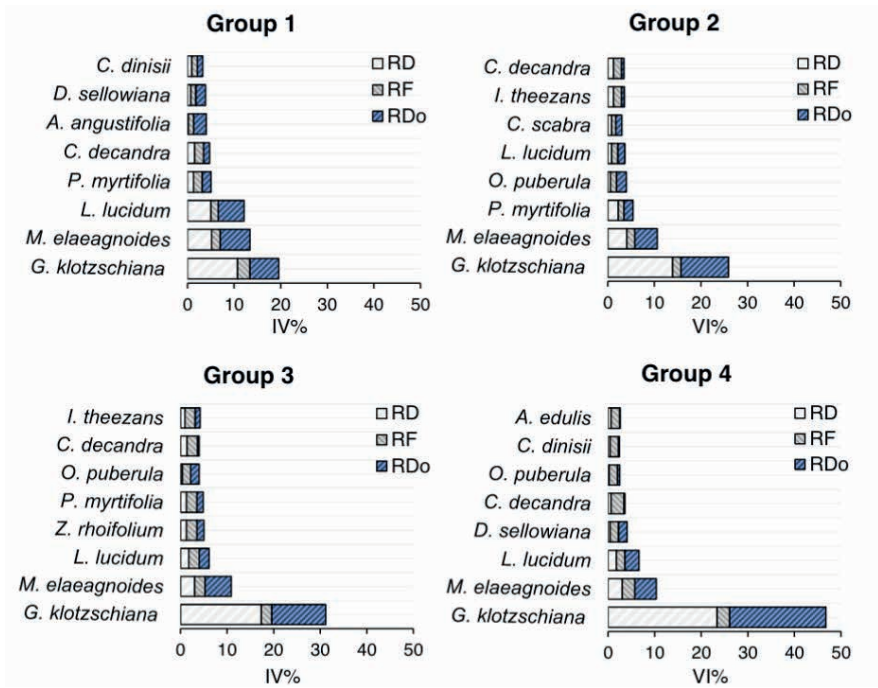 Group 1
C. dinisii
D. sellowiana
A. angustifolia
C. decandra
P. myrtifolia
L. lucidum
M. elaeagnoides
G. klotzschiana
RD
RF
RDo
0 10 20 30 40 50
IV%
Group 2
C. decandra
I. theezans
C. scabra
L. lucidum
O. puberula
P. myrtifolia
M. elaeagnoides
G. klotzschiana
RD
RF
RDo
0 10 20 30 40 50
VI%
Group 3
I. theezans
C. decandra
O. puberula
P. myrtifolia
Z. rhoifolium
L. lucidum
M. elaeagnoides
G. klotzschiana
RD
RF
RDo
0 10 20 30 40 50
IV%
Group 4
A. edulis
C. dinisii
O. puberula
C. decandra
D. sellowiana
L. lucidum
M. elaeagnoides
G. klotzschiana
RD
RF
RDo
0 10 20 30 40 50
VI%